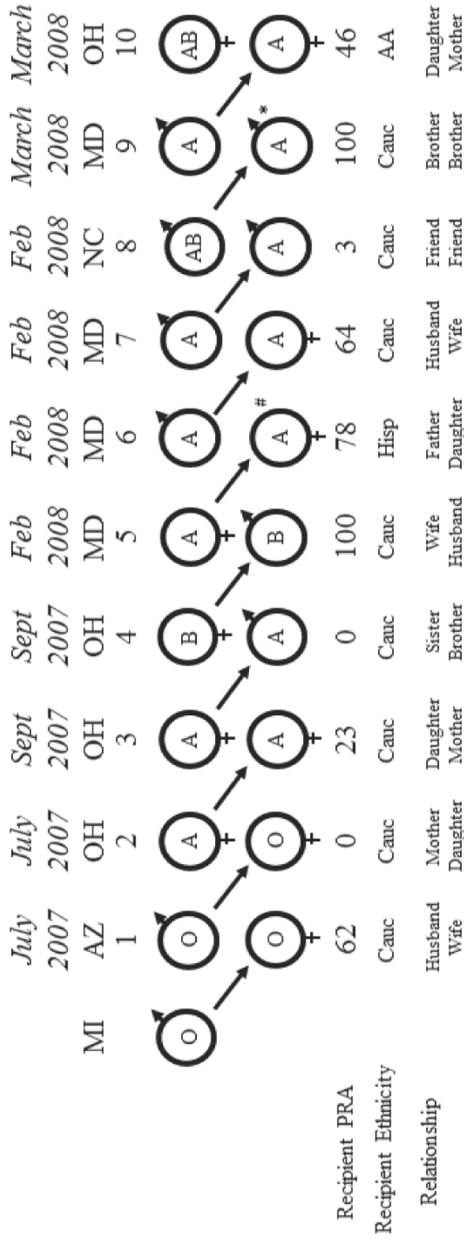 July July Sept Sept Feb Feb Feb Feb March March
2007 2007 2007 2007 2008 2008 2008 2008 2008 2008
MI AZ OH OH OH MD MD MD NC MD OH
1 2 3 4 5 6 7 8 9 10
O O A A B A A A AB A AB
O O A A B A # A A A * A
Recipient PRA 62 0 23 0 100 78 64 3 100 46
Recipient Ethnicity Cauc Cauc Cauc Cauc Cauc Hisp Cauc Cauc Cauc AA
Relationship Husband Mother Daughter Sister Wife Father Husband Friend Brother Daughter
Wife Daughter Mother Brother Husband Daughter Wife Friend Brother Mother